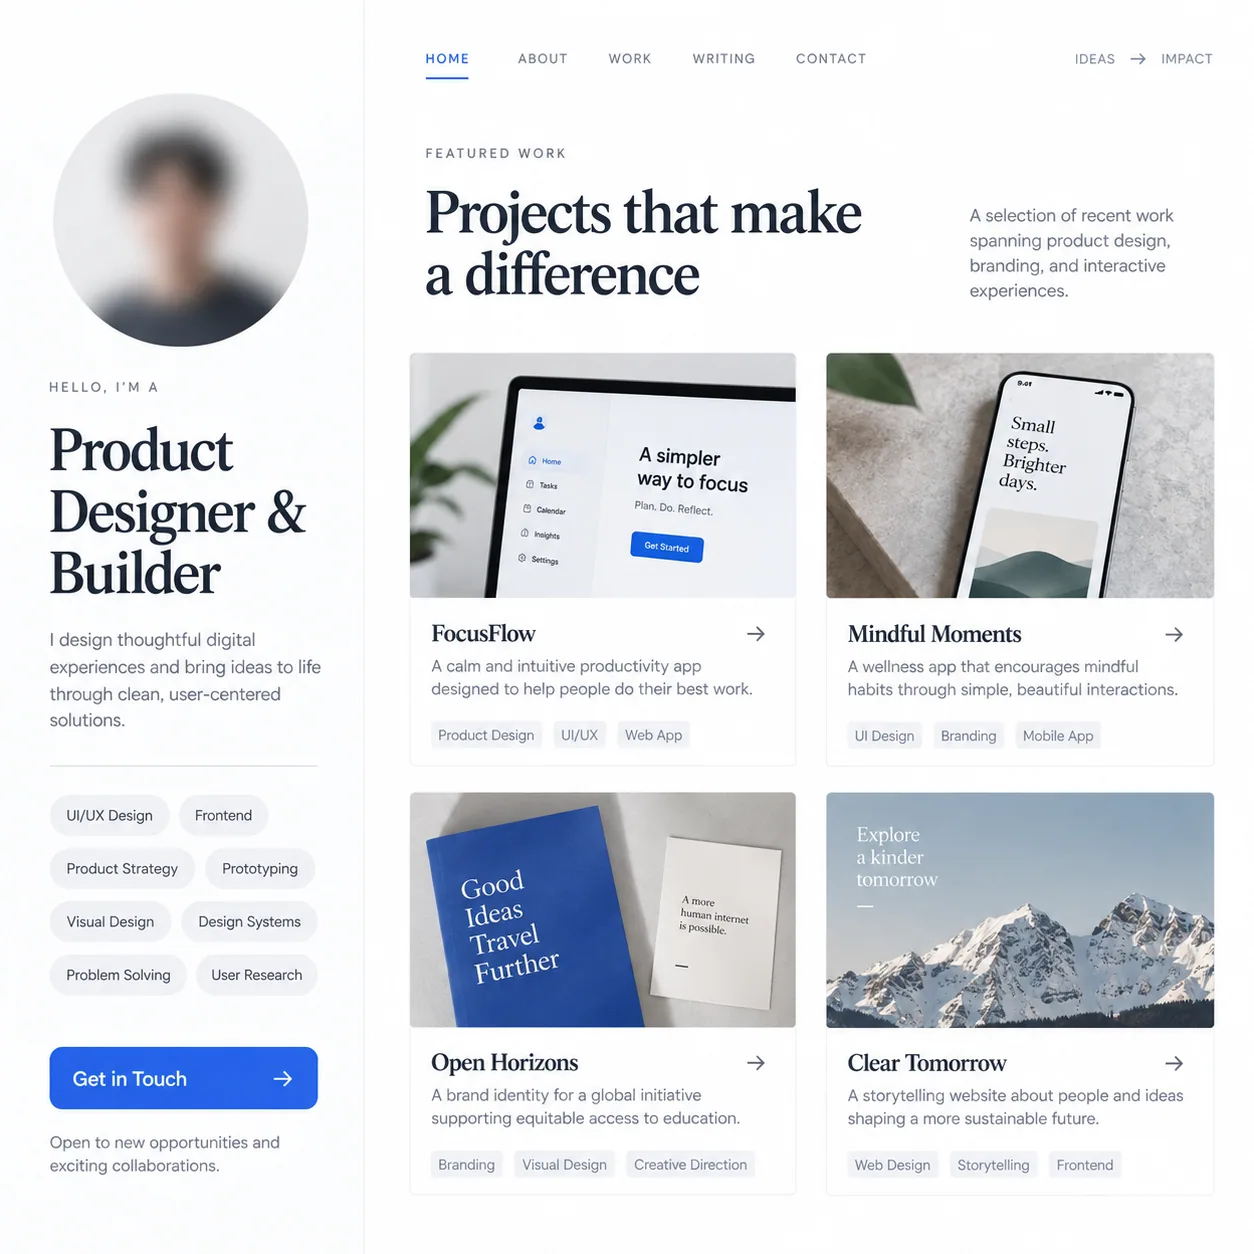 HOME
ABOUT
WORK
WRITING
CONTACT
IDEAS → IMPACT
HELLO, I'M A
Product
Designer &
Builder
I design thoughtful digital
experiences and bring ideas to life
through clean, user-centered
solutions.
UI/UX Design
Frontend
Product Strategy
Prototyping
Visual Design
Design Systems
Problem Solving
User Research
Get in Touch →
Open to new opportunities and
exciting collaborations.
FEATURED WORK
Projects that make
a difference
A selection of recent work
spanning product design,
branding, and interactive
experiences.
Home
Tasks
Calendar
Insights
Settings
A simpler
way to focus
Plan. Do. Reflect.
Get Started
FocusFlow →
A calm and intuitive productivity app
designed to help people do their best work.
Product Design
UI/UX
Web App
9:41
Small
steps.
Brighter
days.
Mindful Moments →
A wellness app that encourages mindful
habits through simple, beautiful interactions.
UI Design
Branding
Mobile App
Good
Ideas
Travel
Further
A more
human internet
is possible.
Open Horizons →
A brand identity for a global initiative
supporting equitable access to education.
Branding
Visual Design
Creative Direction
Explore
a kinder
tomorrow
Clear Tomorrow →
A storytelling website about people and ideas
shaping a more sustainable future.
Web Design
Storytelling
Frontend